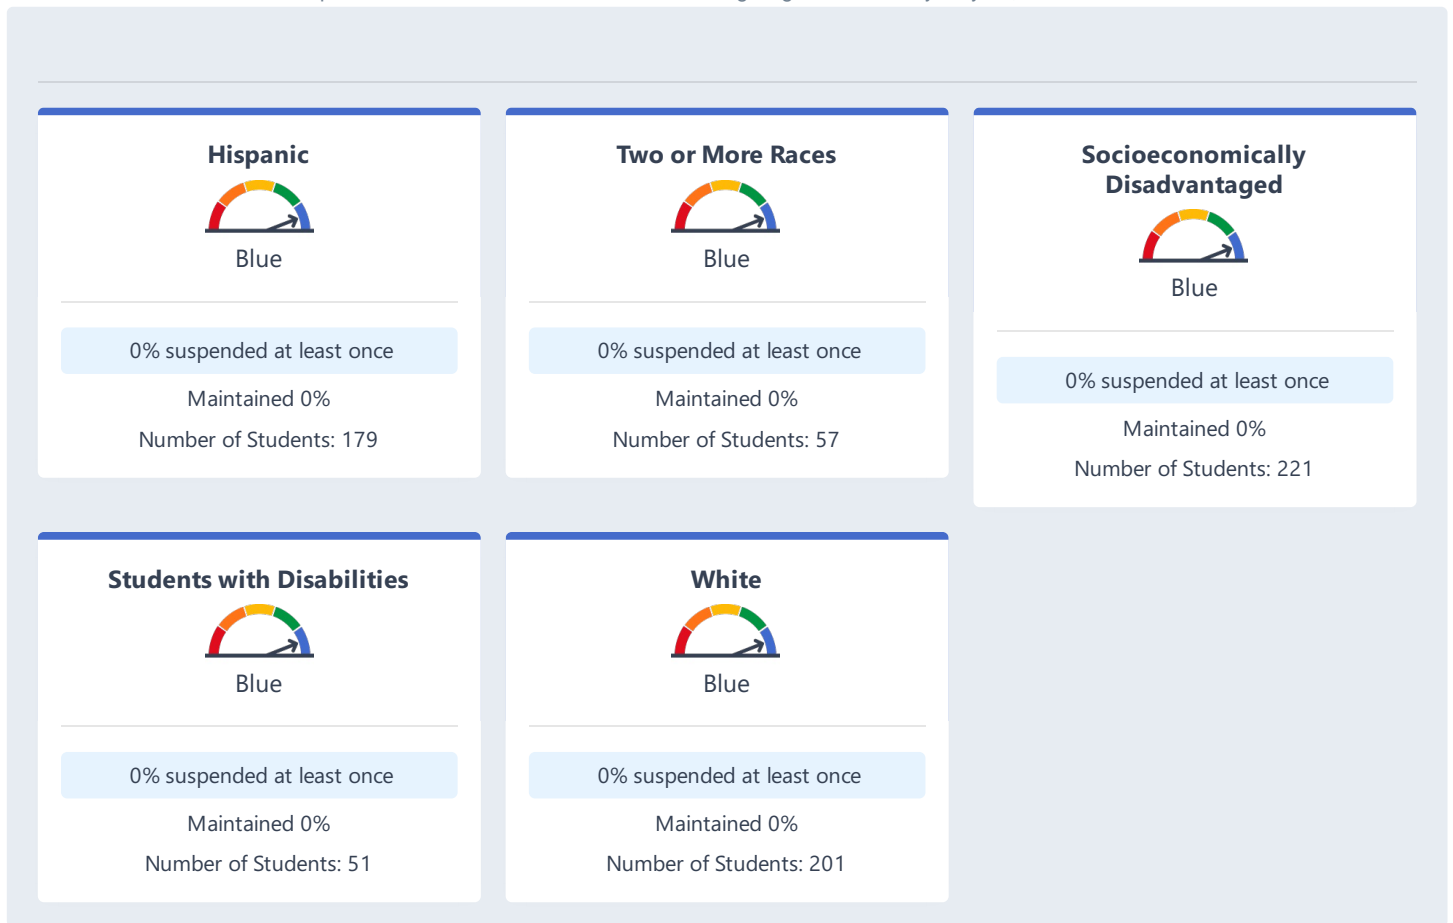 Hispanic
Blue
0% suspended at least once
Maintained 0%
Number of Students: 179
Two or More Races
Blue
0% suspended at least once
Maintained 0%
Number of Students: 57
Socioeconomically
Disadvantaged
Blue
0% suspended at least once
Maintained 0%
Number of Students: 221
Students with Disabilities
Blue
0% suspended at least once
Maintained 0%
Number of Students: 51
White
Blue
0% suspended at least once
Maintained 0%
Number of Students: 201